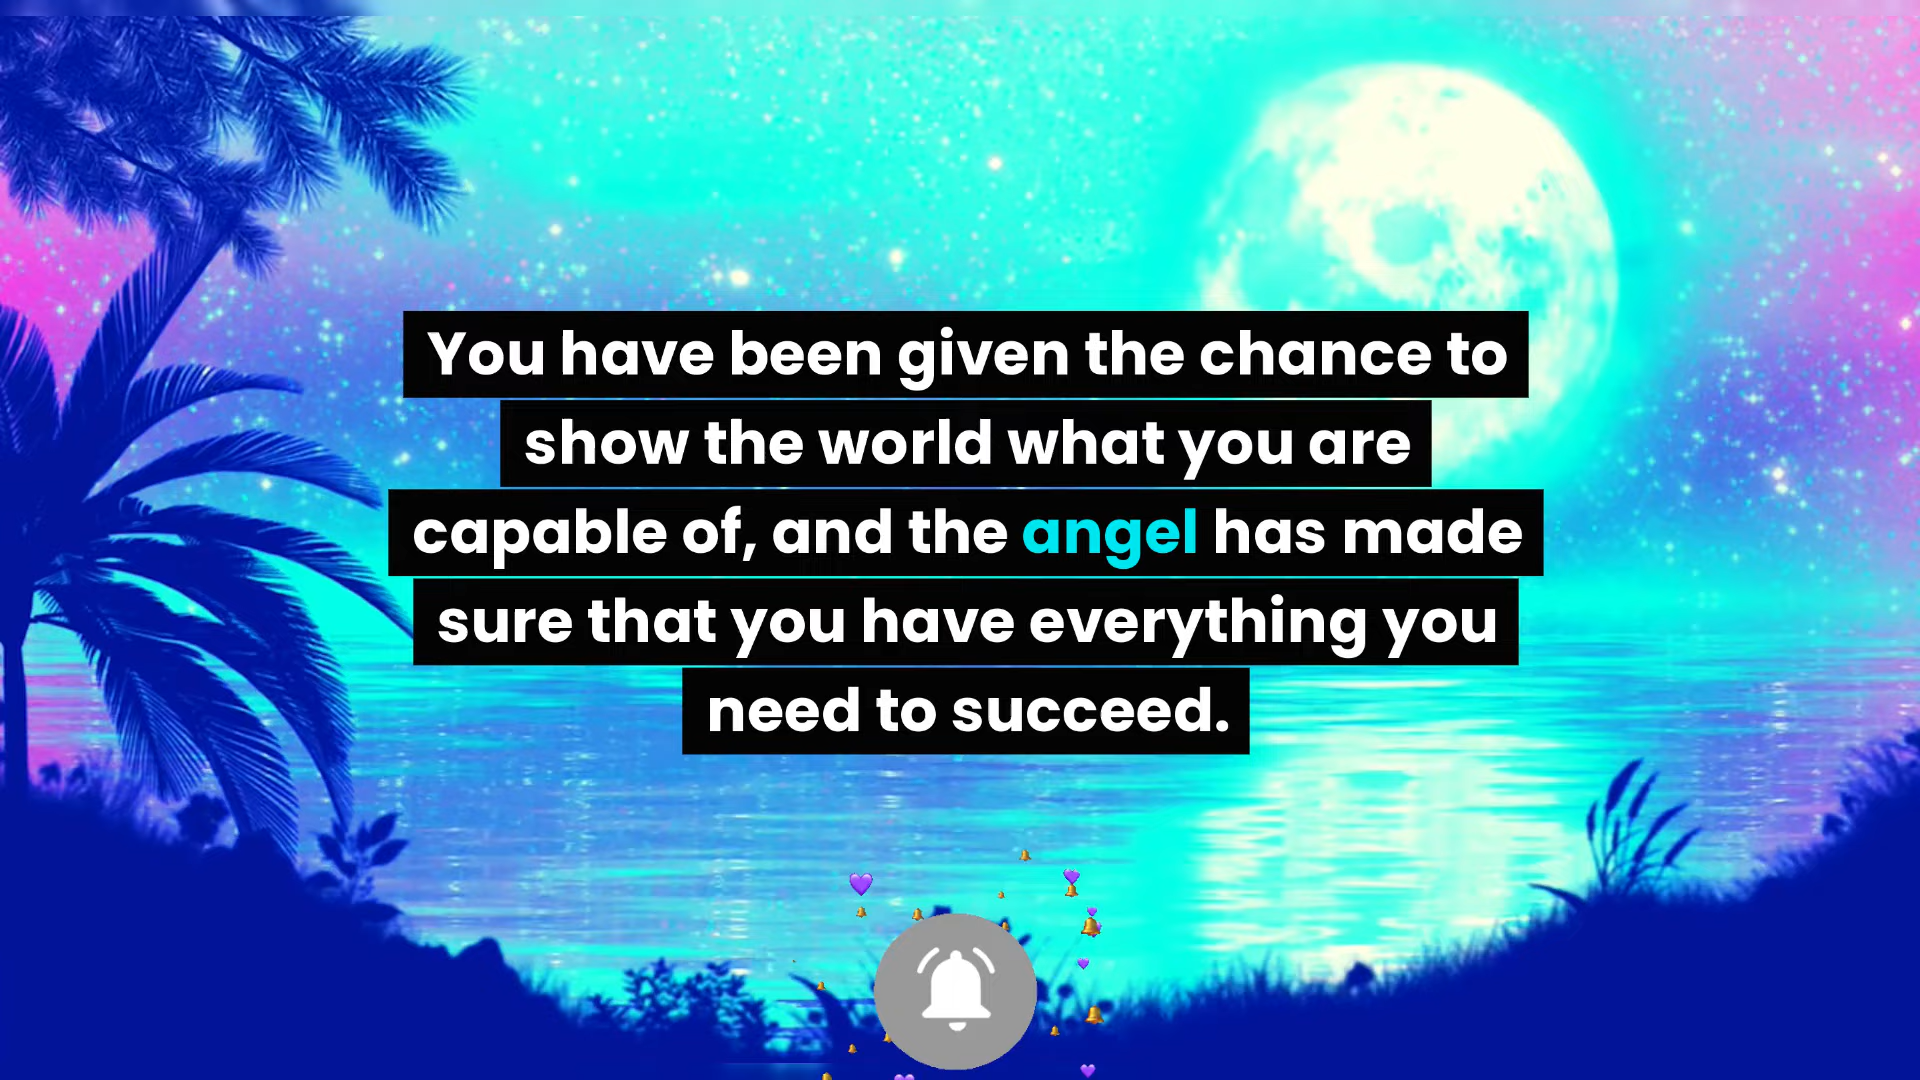 You have been given the chance to
show the world what you are
capable of, and the angel has made
sure that you have everything you
need to succeed.